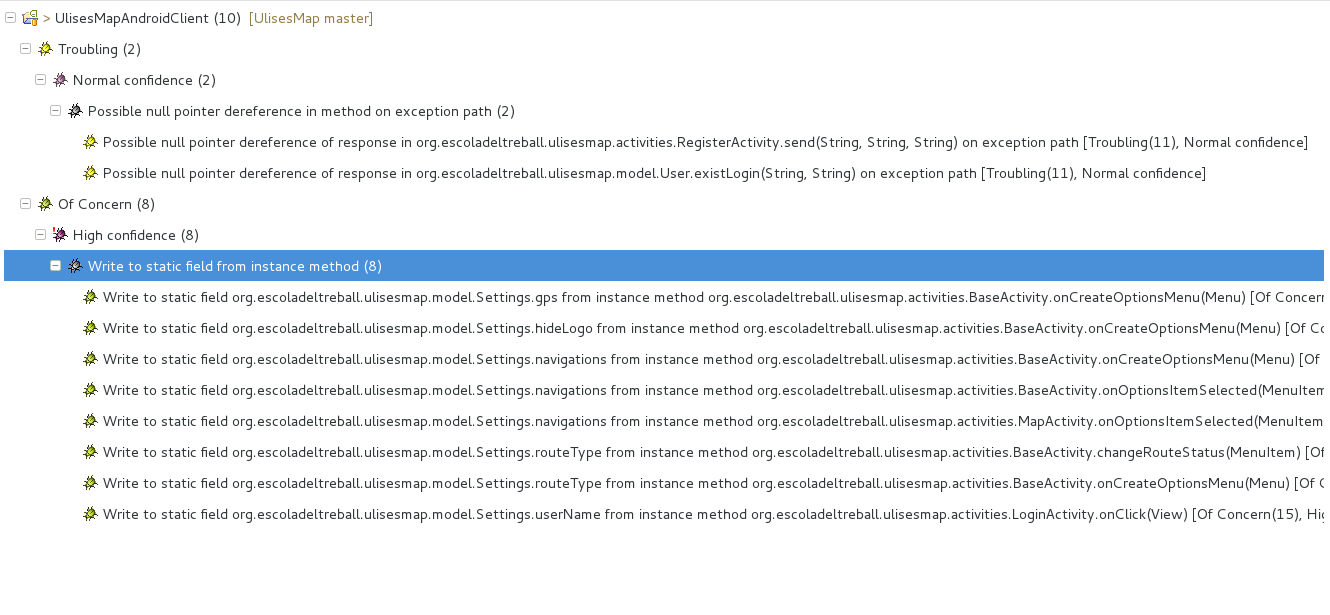 > UlisesMapAndroidClient (10) [UlisesMap master]
Troubling (2)
Normal confidence (2)
Possible null pointer dereference in method on exception path (2)
Possible null pointer dereference of response in org.escoladeltreball.ulisesmap.activities.RegisterActivity.send(String, String, String) on exception path [Troubling(11), Normal confidence]
Possible null pointer dereference of response in org.escoladeltreball.ulisesmap.model.User.existLogin(String, String) on exception path [Troubling(11), Normal confidence]
Of Concern (8)
High confidence (8)
Write to static field from instance method (8)
Write to static field org.escoladeltreball.ulisesmap.model.Settings.gps from instance method org.escoladeltreball.ulisesmap.activities.BaseActivity.onCreateOptionsMenu(Menu) [Of Concern
Write to static field org.escoladeltreball.ulisesmap.model.Settings.hideLogo from instance method org.escoladeltreball.ulisesmap.activities.BaseActivity.onCreateOptionsMenu(Menu) [Of Co
Write to static field org.escoladeltreball.ulisesmap.model.Settings.navigations from instance method org.escoladeltreball.ulisesmap.activities.BaseActivity.onCreateOptionsMenu(Menu) [Of
Write to static field org.escoladeltreball.ulisesmap.model.Settings.navigations from instance method org.escoladeltreball.ulisesmap.activities.BaseActivity.onOptionsItemSelected(MenuItem
Write to static field org.escoladeltreball.ulisesmap.model.Settings.navigations from instance method org.escoladeltreball.ulisesmap.activities.MapActivity.onOptionsItemSelected(MenuItem
Write to static field org.escoladeltreball.ulisesmap.model.Settings.routeType from instance method org.escoladeltreball.ulisesmap.activities.BaseActivity.changeRouteStatus(MenuItem) [Of
Write to static field org.escoladeltreball.ulisesmap.model.Settings.routeType from instance method org.escoladeltreball.ulisesmap.activities.BaseActivity.onCreateOptionsMenu(Menu) [Of C
Write to static field org.escoladeltreball.ulisesmap.model.Settings.userName from instance method org.escoladeltreball.ulisesmap.activities.LoginActivity.onClick(View) [Of Concern(15), Hig